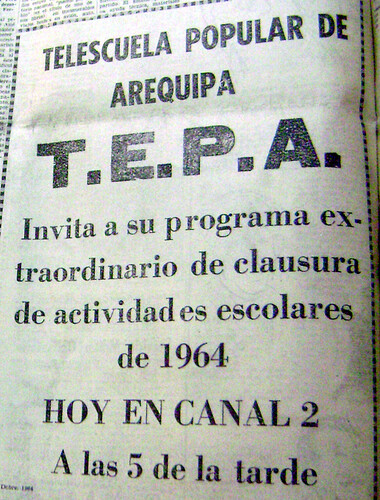 TELESCUELA POPULAR DE
AREQUIPA
T.E.P.A.
Invita a su programa ex-
traordinario de clausura
de actividades escolares
de 1964
HOY EN CANAL 2
A las 5 de la tarde